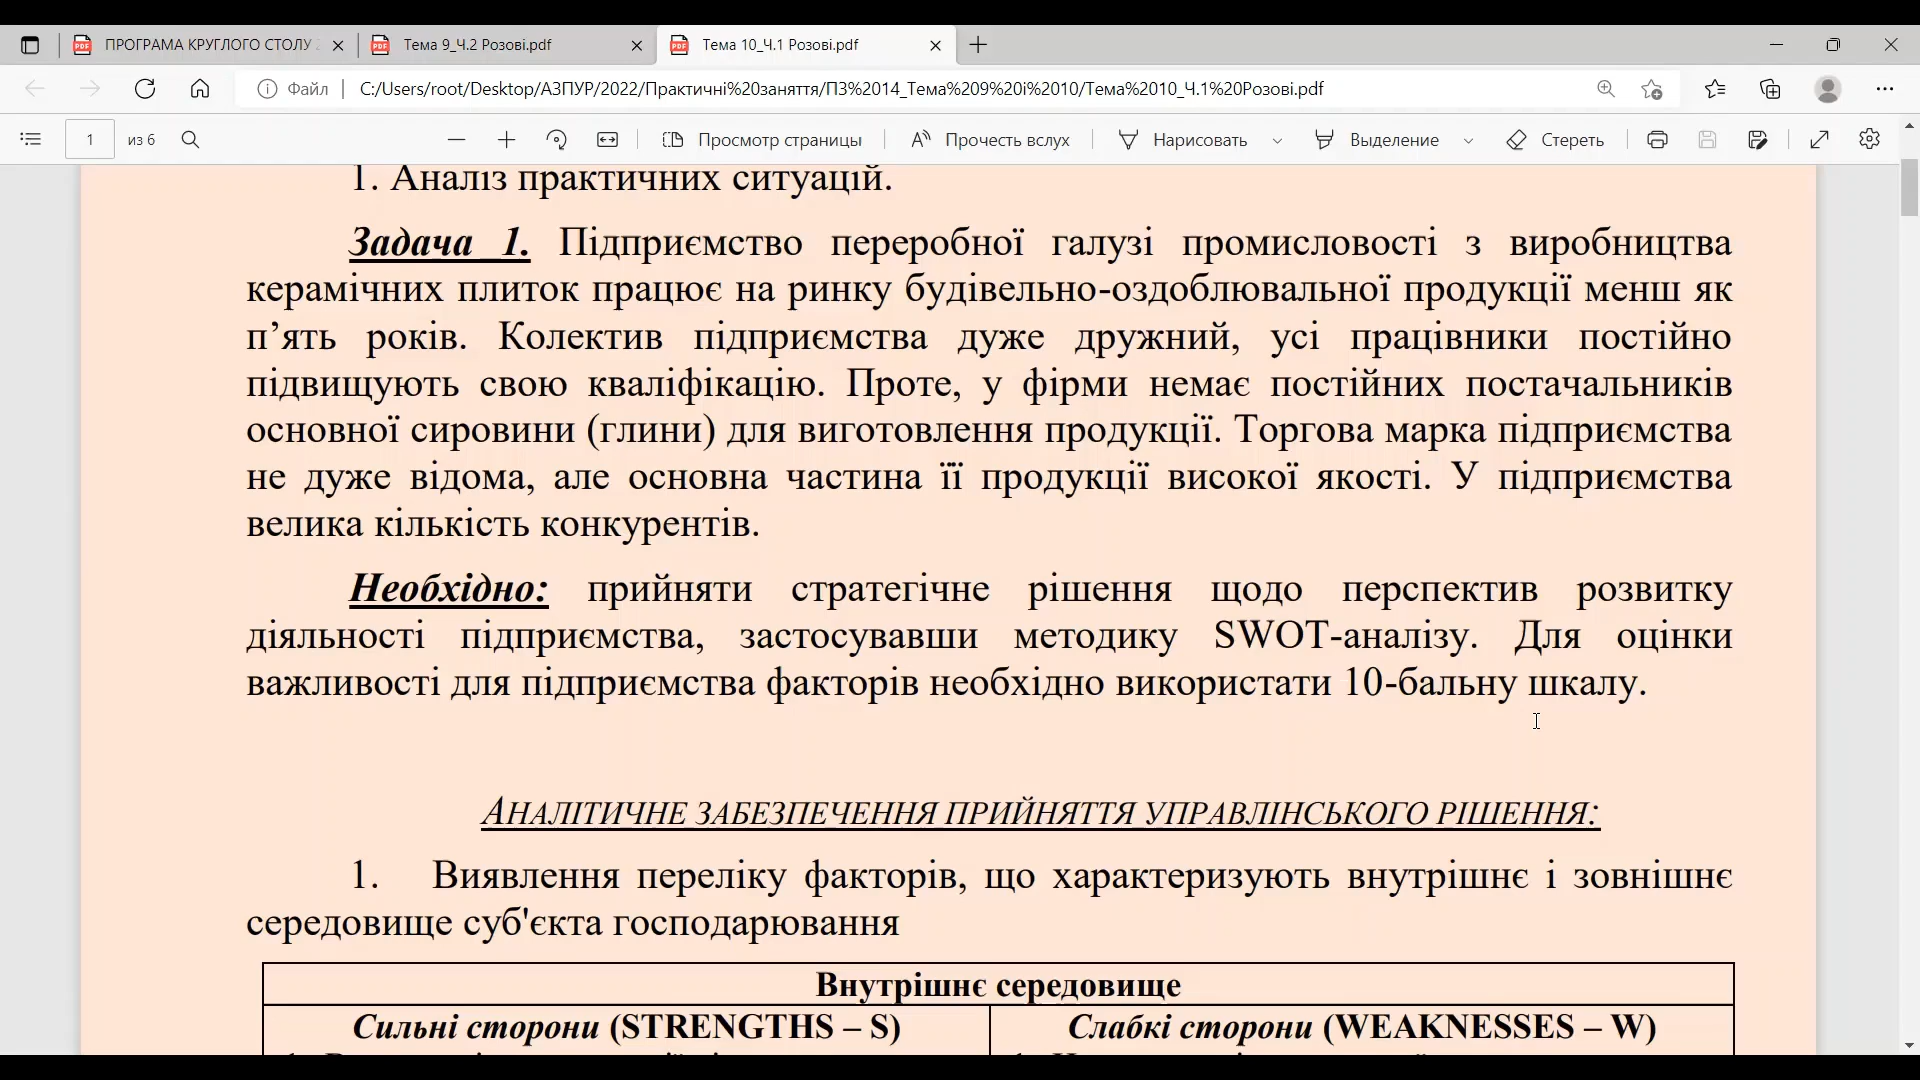 ПРОГРАМА КРУГЛОГО СТОЛУ
Тема 9_Ч.2 Розові.pdf
Тема 10_Ч.1 Розові.pdf
Файл
C:/Users/root/Desktop/АЗПУР/2022/Практичні%20заняття/ПЗ%2014_Тема%209%20і%2010/Тема%2010_Ч.1%20Розові.pdf
1 из 6
Просмотр страницы
Прочесть вслух
Нарисовать
Выделение
Стереть
1. Аналіз практичних ситуацій.
Задача 1. Підприємство переробної галузі промисловості з виробництва
керамічних плиток працює на ринку будівельно-оздоблювальної продукції менш як
п’ять років. Колектив підприємства дуже дружний, усі працівники постійно
підвищують свою кваліфікацію. Проте, у фірми немає постійних постачальників
основної сировини (глини) для виготовлення продукції. Торгова марка підприємства
не дуже відома, але основна частина її продукції високої якості. У підприємства
велика кількість конкурентів.
Необхідно: прийняти стратегічне рішення щодо перспектив розвитку
діяльності підприємства, застосувавши методику SWOT-аналізу. Для оцінки
важливості для підприємства факторів необхідно використати 10-бальну шкалу.
АНАЛІТИЧНЕ ЗАБЕЗПЕЧЕННЯ ПРИЙНЯТТЯ УПРАВЛІНСЬКОГО РІШЕННЯ:
1. Виявлення переліку факторів, що характеризують внутрішнє і зовнішнє
середовище суб'єкта господарювання
Внутрішнє середовище
Сильні сторони (STRENGTHS – S)
Слабкі сторони (WEAKNESSES – W)